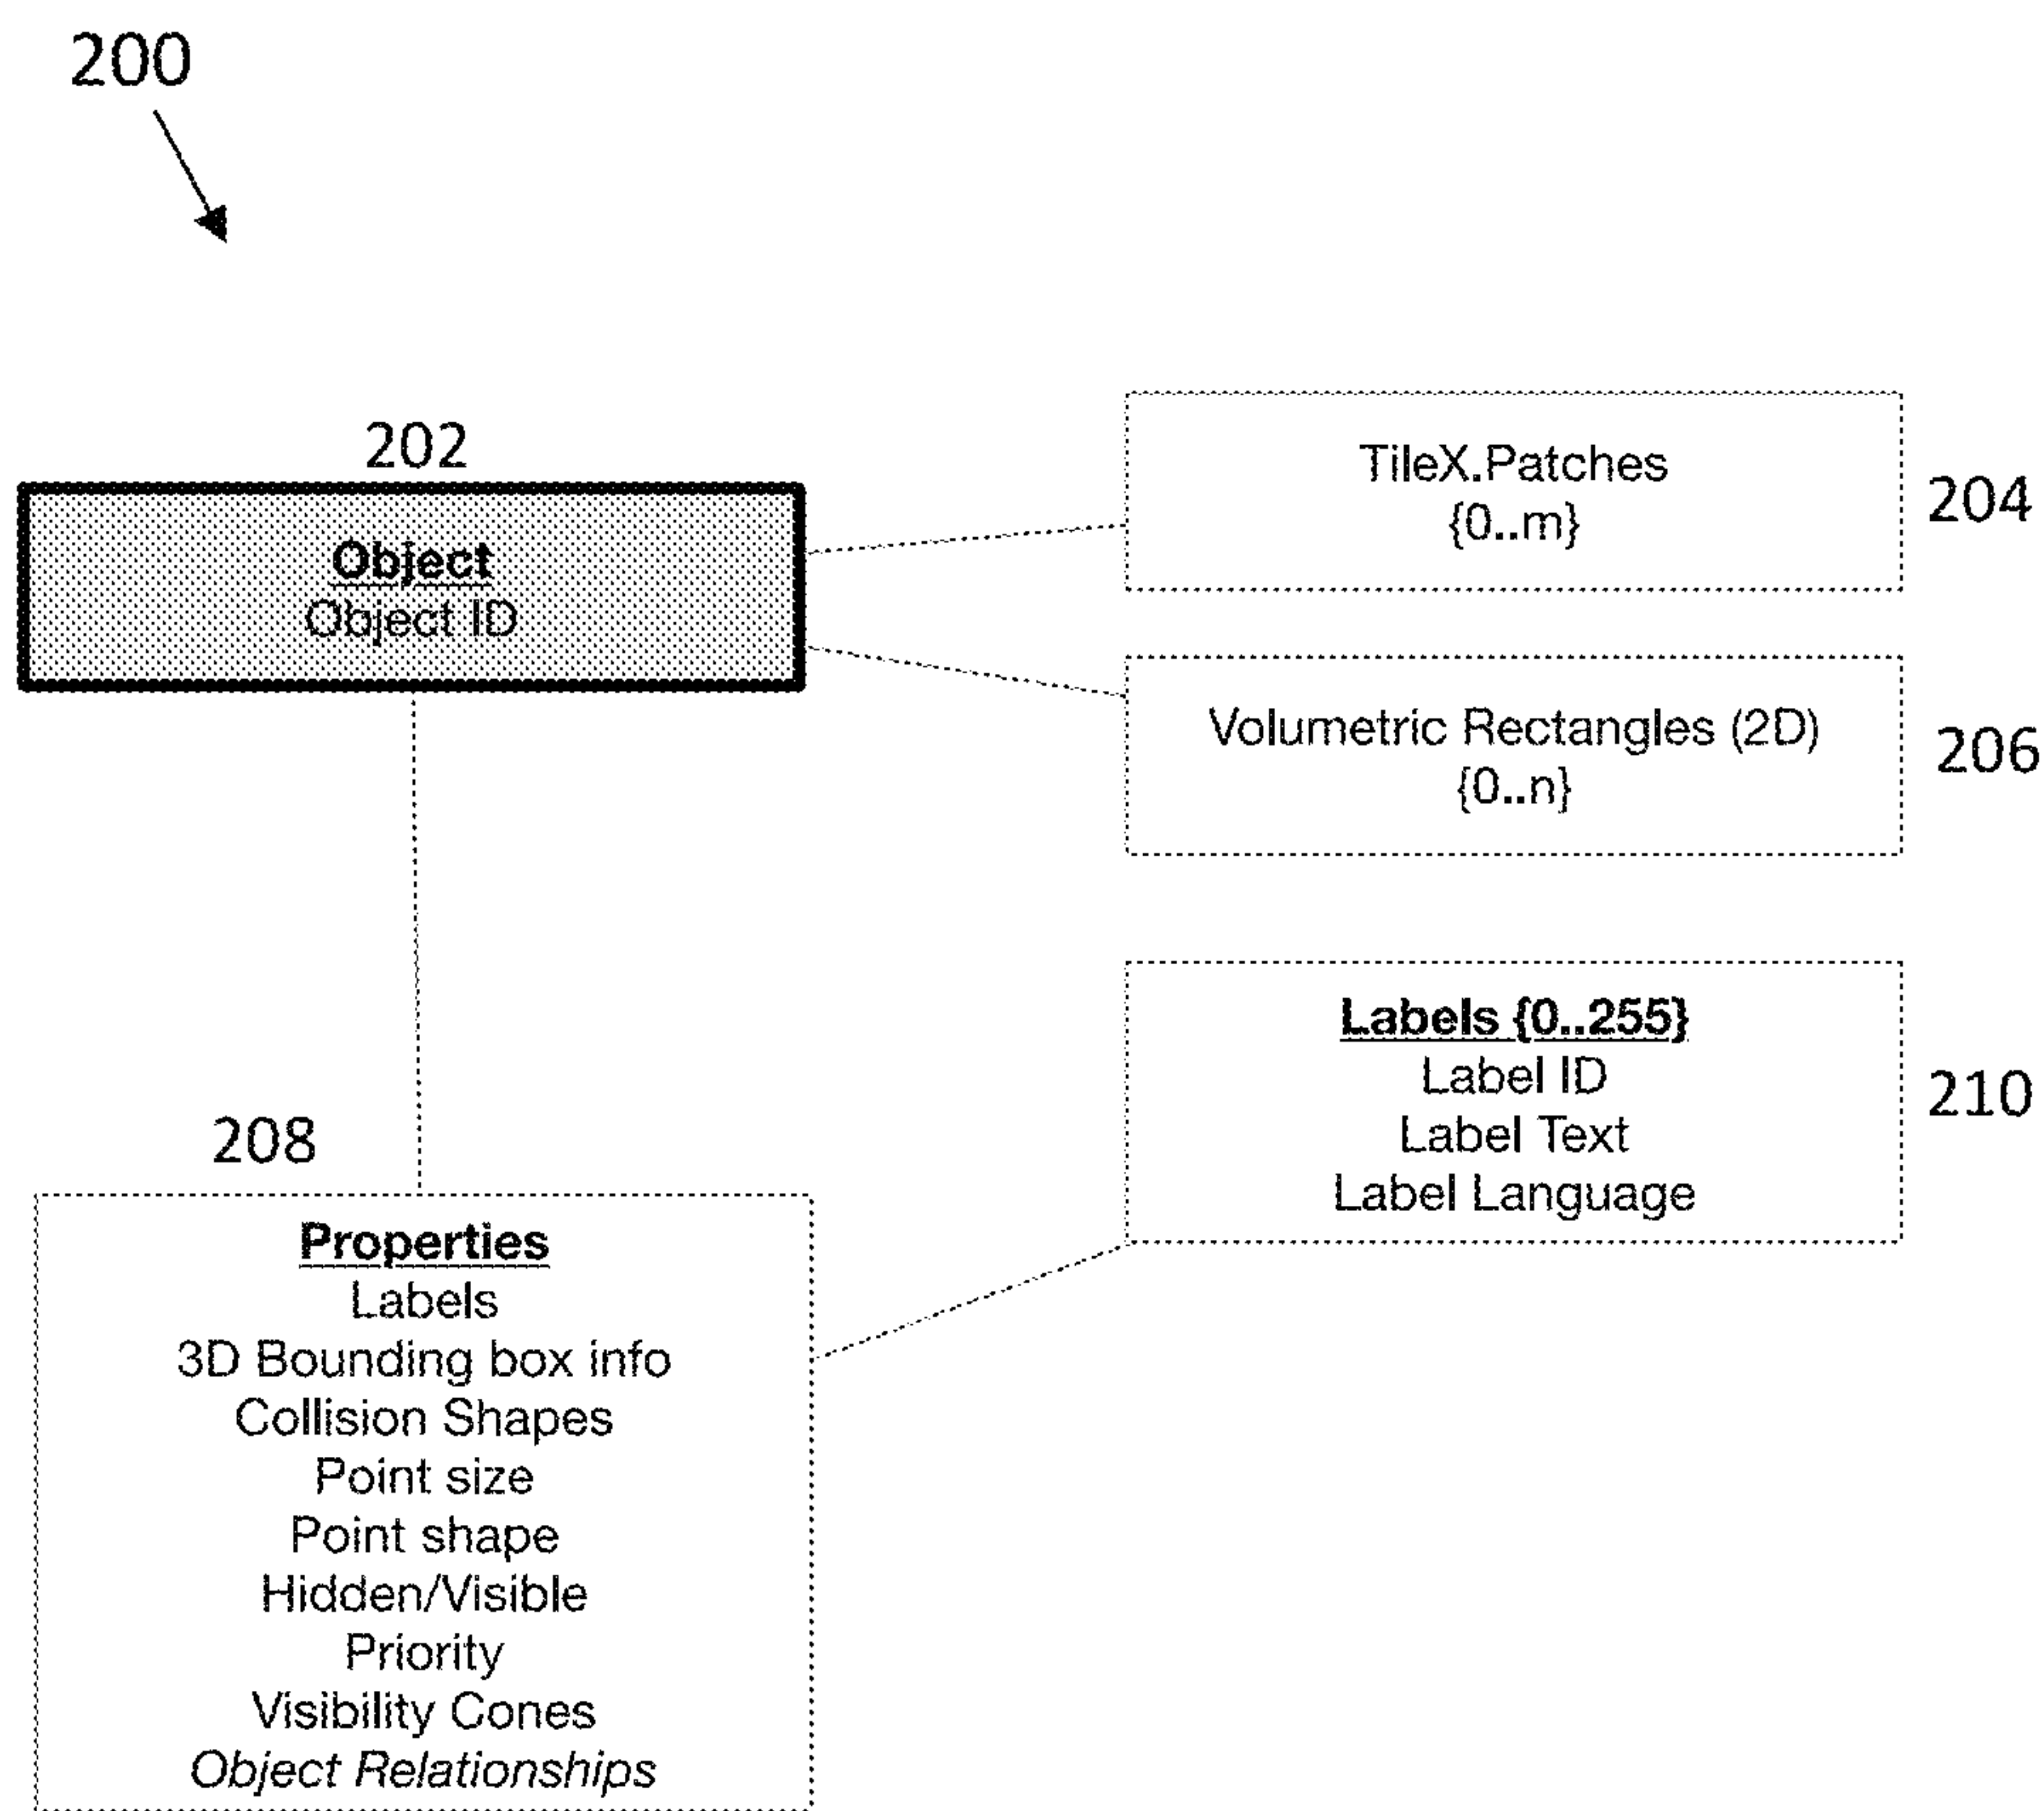 200
202
Object
Object ID
TileX.Patches
{0..m}
204
Volumetric Rectangles (2D)
{0..n}
206
Labels {0..255}
Label ID
Label Text
Label Language
210
208
Properties
Labels
3D Bounding box info
Collision Shapes
Point size
Point shape
Hidden/Visible
Priority
Visibility Cones
Object Relationships